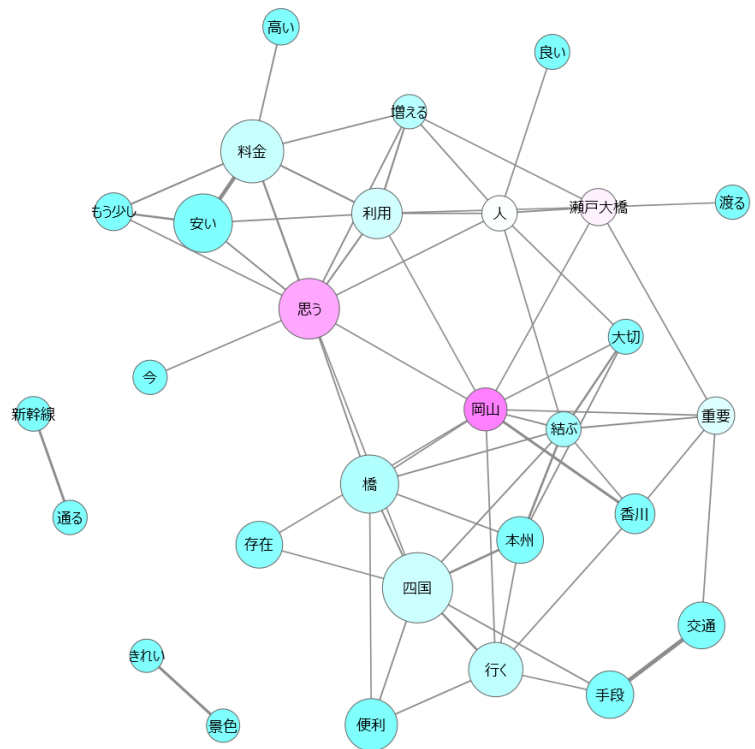 高い
良い
増える
料金
渡る
瀬戸大橋
もう少し
利用
人
安い
思う
大切
今
岡山
新幹線
重要
結ぶ
橋
香川
通る
本州
存在
四国
交通
きれい
行く
手段
景色
便利